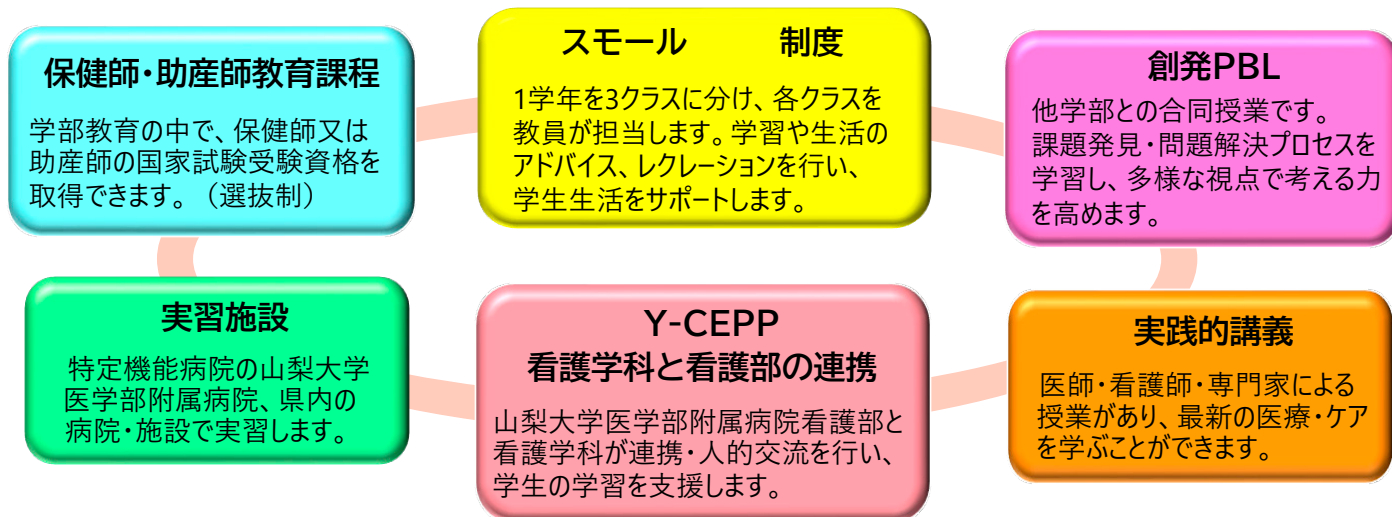 保健師・助産師教育課程
学部教育の中で、保健師又は
助産師の国家試験受験資格を
取得できます。（選抜制）
スモール 制度
1学年を3クラスに分け、各クラスを
教員が担当します。学習や生活の
アドバイス、レクレーションを行い、
学生生活をサポートします。
創発PBL
他学部との合同授業です。
課題発見・問題解決プロセスを
学習し、多様な視点で考える力
を高めます。
実習施設
特定機能病院の山梨大学
医学部附属病院、県内の
病院・施設で実習します。
Y-CEPP
看護学科と看護部の連携
山梨大学医学部附属病院看護部と
看護学科が連携・人的交流を行い、
学生の学習を支援します。
実践的講義
医師・看護師・専門家による
授業があり、最新の医療・ケア
を学ぶことができます。